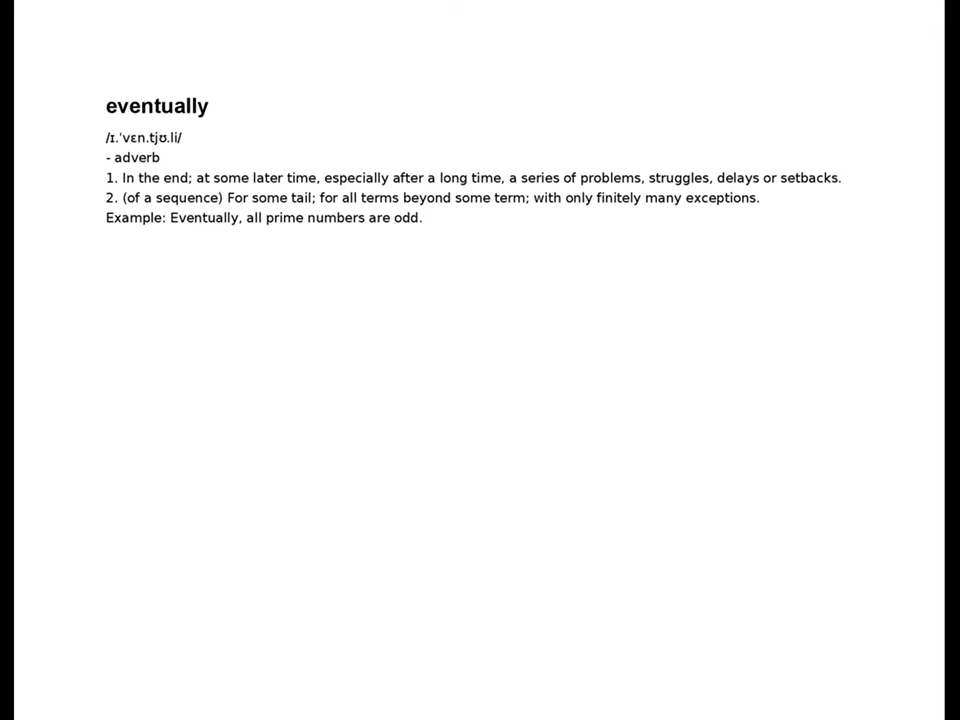 eventually
/ɪ.ˈvɛn.tjʊ.li/
- adverb
1. In the end; at some later time, especially after a long time, a series of problems, struggles, delays or setbacks.
2. (of a sequence) For some tail; for all terms beyond some term; with only finitely many exceptions.
Example: Eventually, all prime numbers are odd.